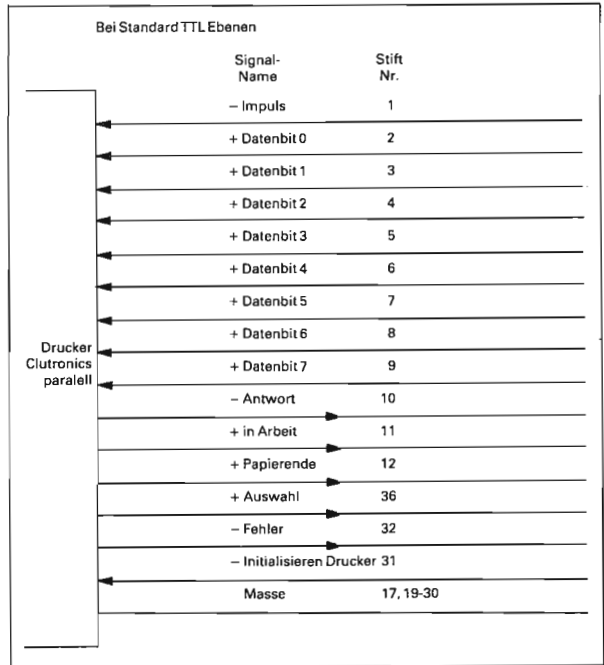 Bei Standard TTL Ebenen
Signal-
Name
Stift
Nr.
– Impuls 1
+ Datenbit 0 2
+ Datenbit 1 3
+ Datenbit 2 4
+ Datenbit 3 5
+ Datenbit 4 6
+ Datenbit 5 7
+ Datenbit 6 8
+ Datenbit 7 9
Drucker
Clutronics
paralell
– Antwort 10
+ in Arbeit 11
+ Papierende 12
+ Auswahl 36
– Fehler 32
– Initialisieren Drucker 31
Masse 17, 19-30